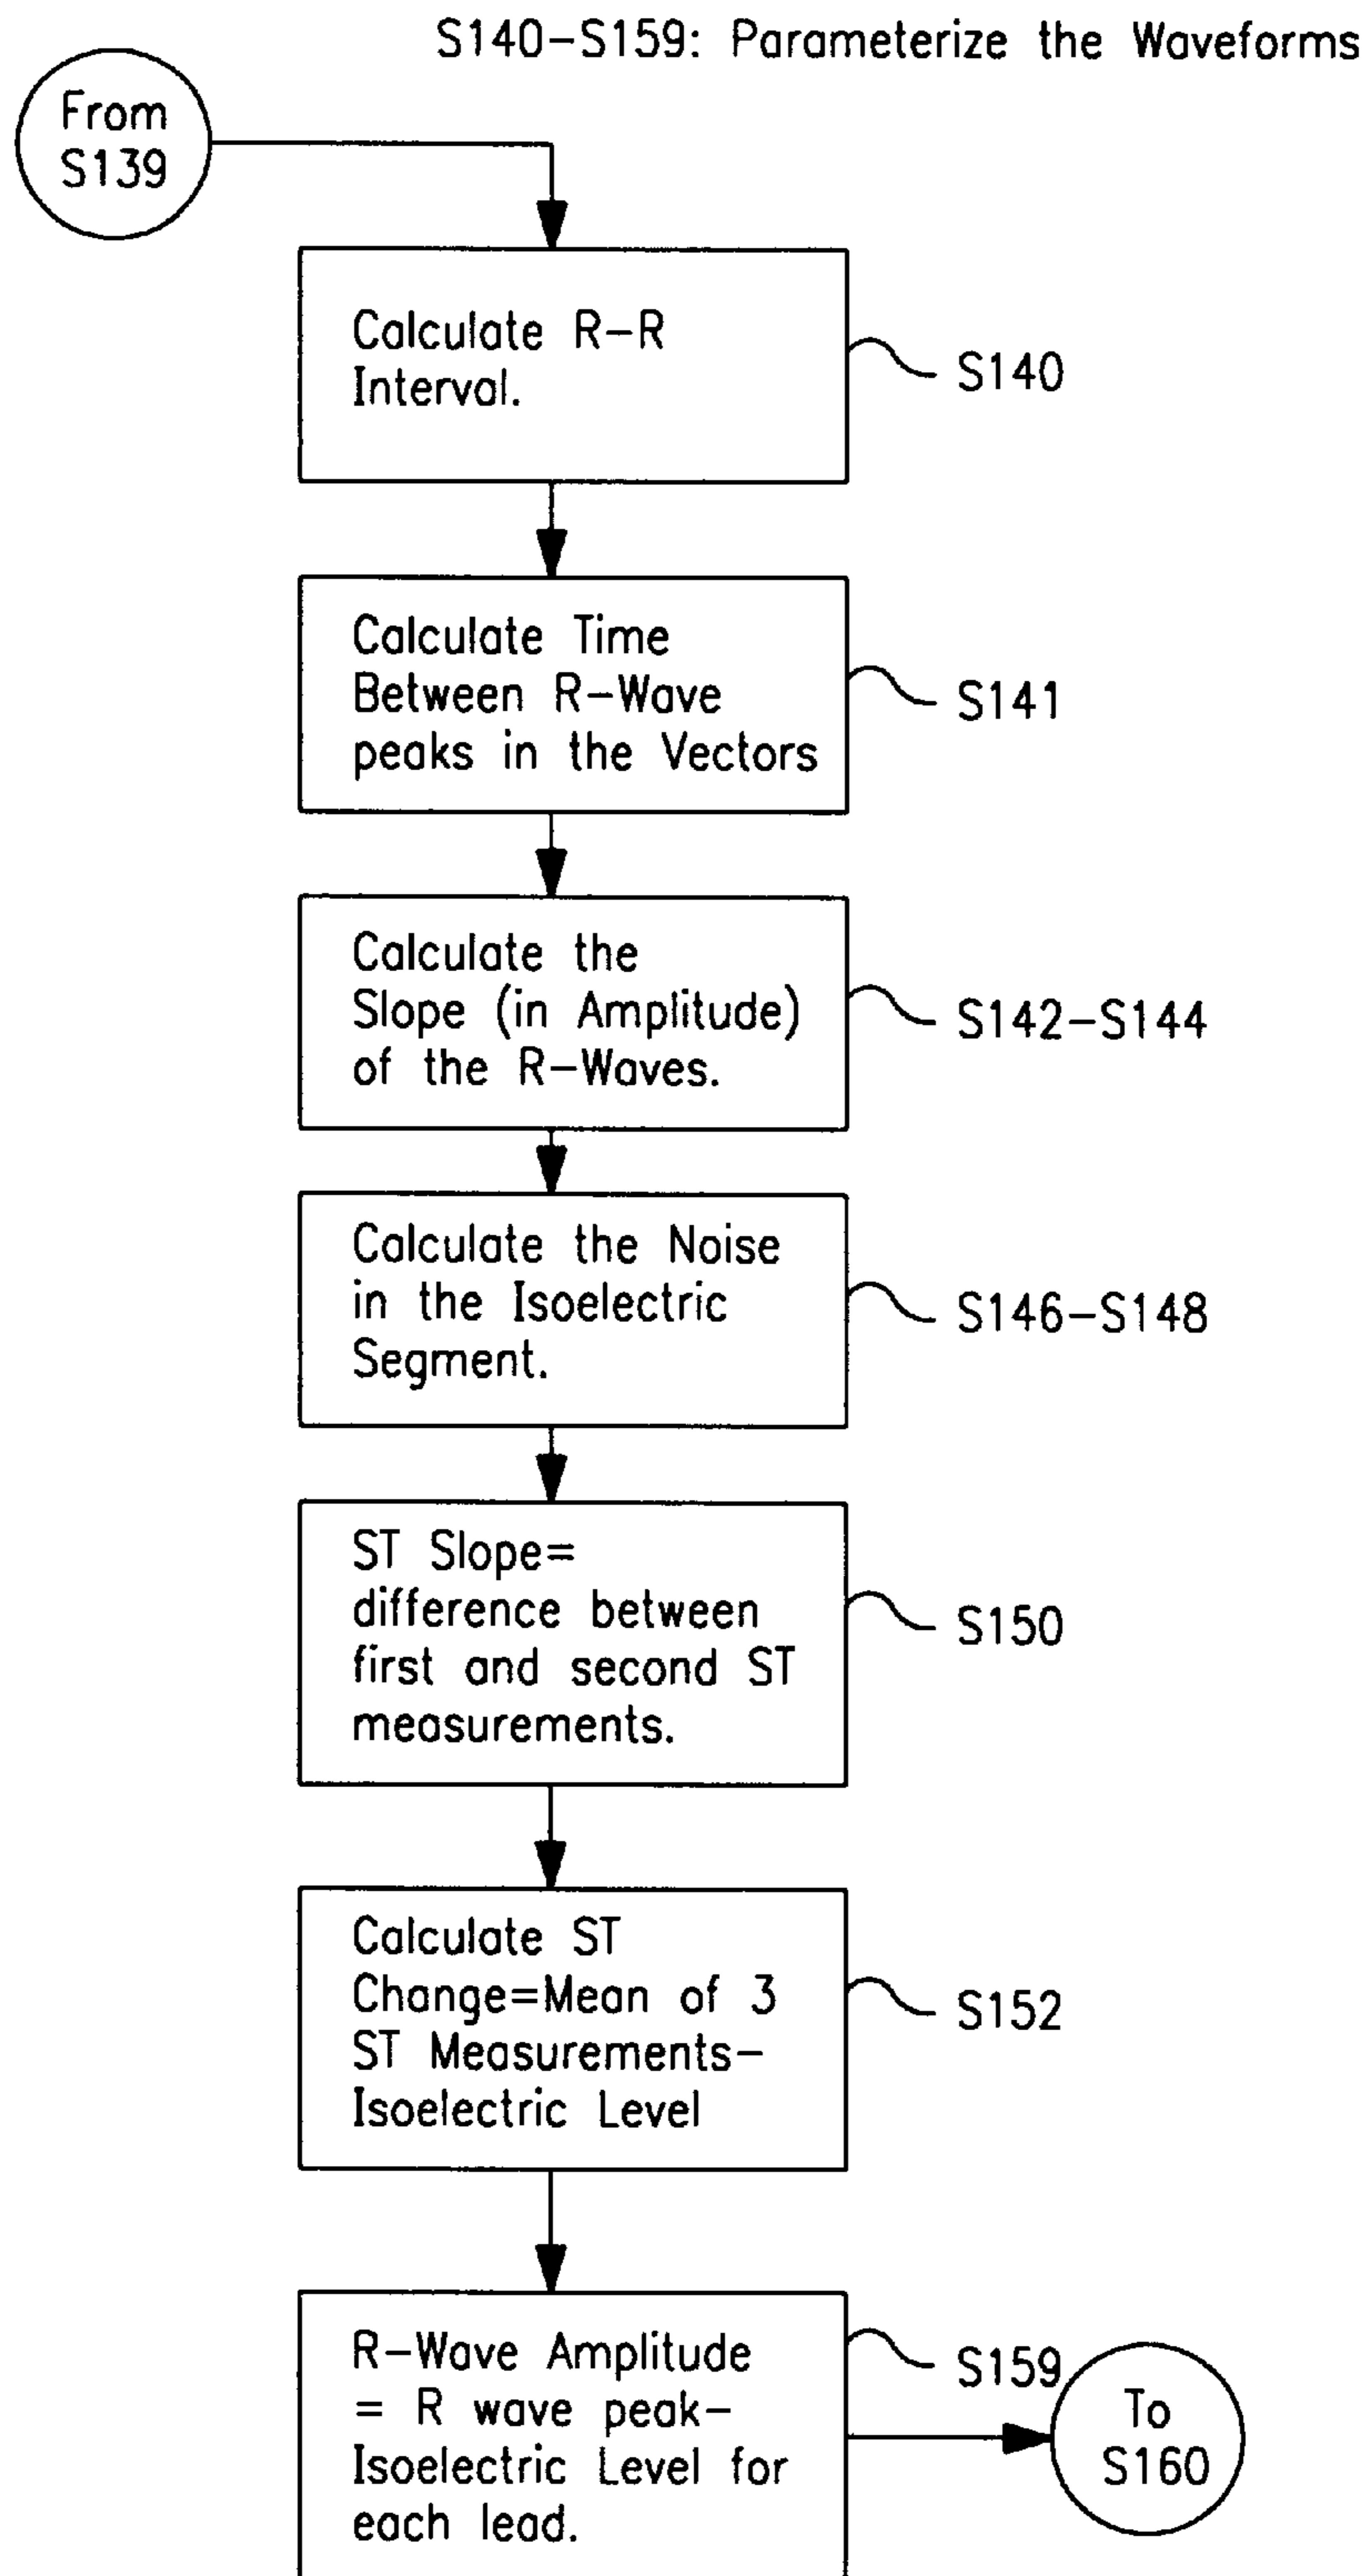 S140-S159: Parameterize the Waveforms
From
S139
Calculate R-R
Interval.
S140
Calculate Time
Between R-Wave
peaks in the Vectors
S141
Calculate the
Slope (in Amplitude)
of the R-Waves.
S142-S144
Calculate the Noise
in the Isoelectric
Segment.
S146-S148
ST Slope=
difference between
first and second ST
measurements.
S150
Calculate ST
Change=Mean of 3
ST Measurements-
Isoelectric Level
S152
R-Wave Amplitude
= R wave peak-
Isoelectric Level for
each lead.
S159
To
S160